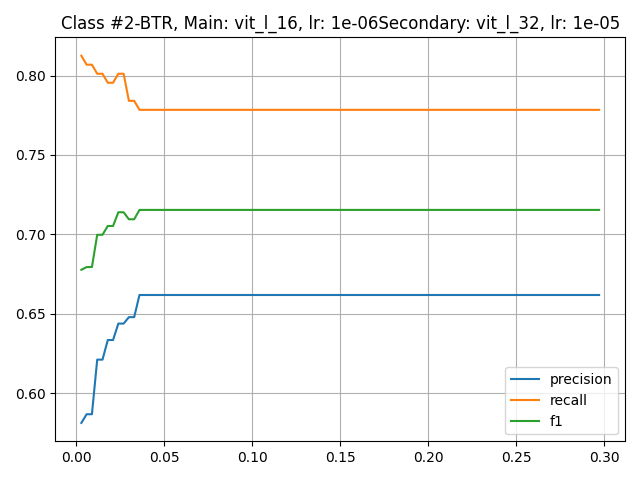 Class #2-BTR, Main: vit_l_16, lr: 1e-06Secondary: vit_l_32, lr: 1e-05
0.80
0.75
0.70
0.65
0.60
0.00 0.05 0.10 0.15 0.20 0.25 0.30
precision
recall
f1